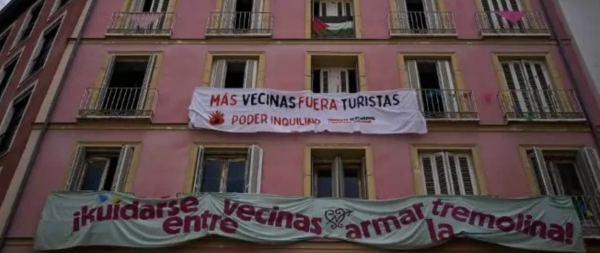 MÁS VECINAS FUERA TURISTAS
PODER INQUILINO
¡Kuidarse entre vecinas armar la tremolina!